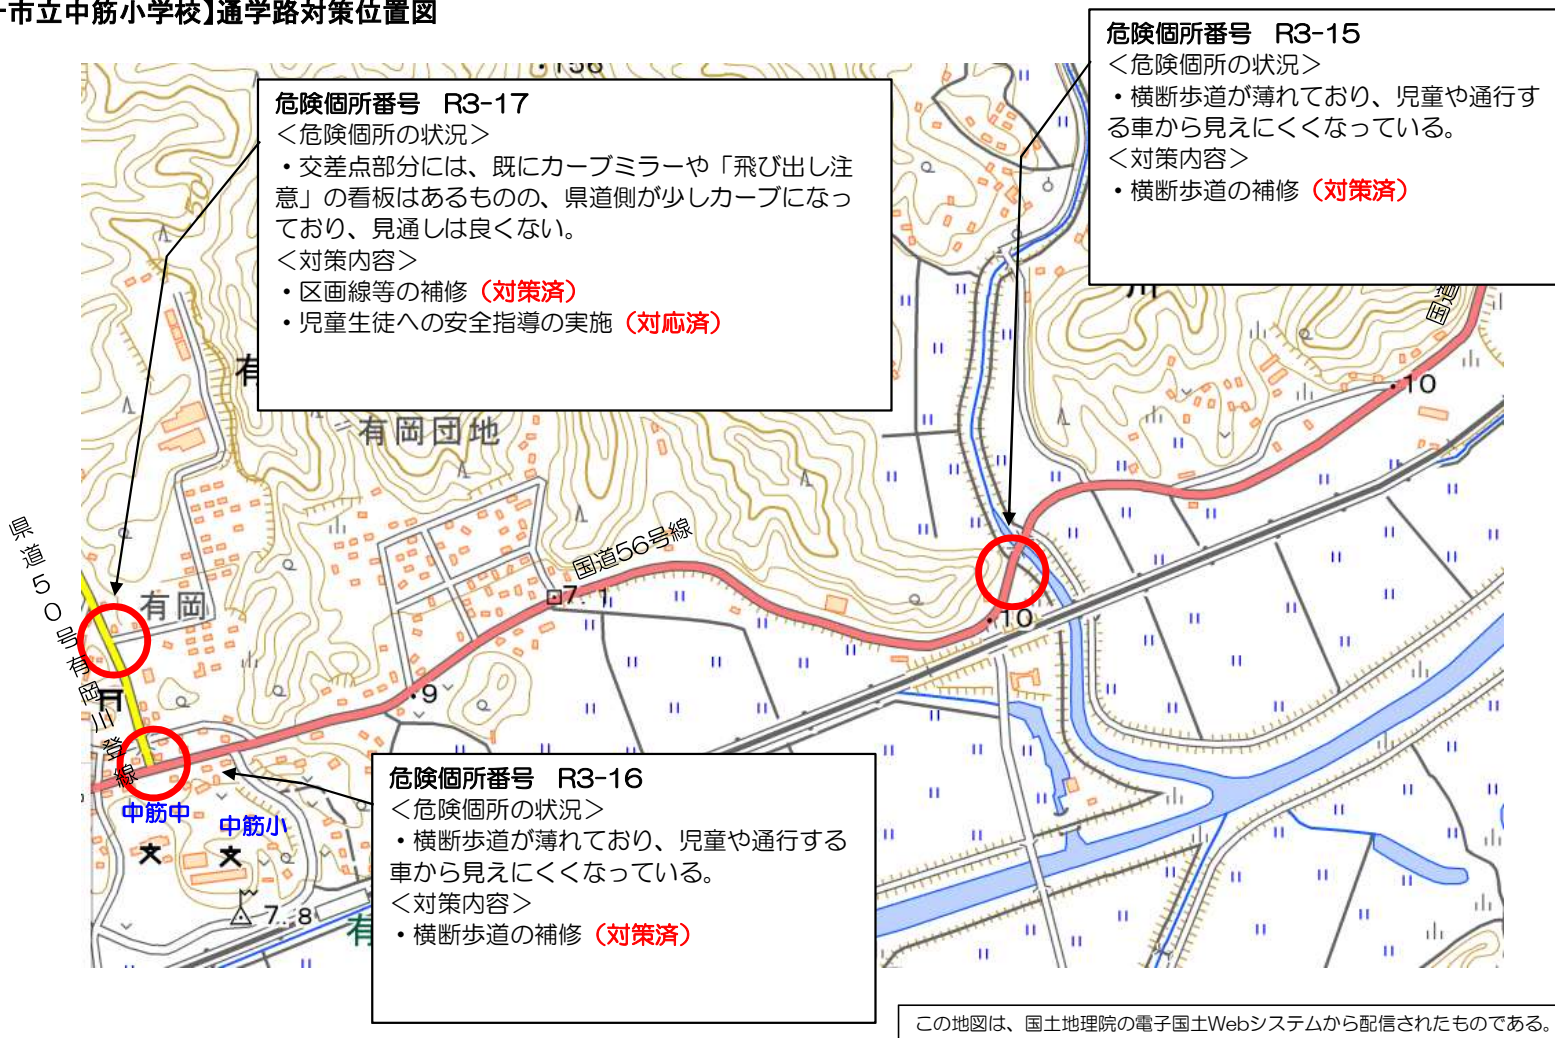 市立中筋小学校】通学路対策位置図
危険個所番号　R3-17
＜危険個所の状況＞
・交差点部分には、既にカーブミラーや「飛び出し注
意」の看板はあるものの、県道側が少しカーブになっ
ており、見通しは良くない。
＜対策内容＞
・区画線等の補修（対策済）
・児童生徒への安全指導の実施（対応済）
危険個所番号　R3-15
＜危険個所の状況＞
・横断歩道が薄れており、児童や通行す
る車から見えにくくなっている。
＜対策内容＞
・横断歩道の補修（対策済）
国道
・10
有
有岡団地
国道56号線
7.1
・10
県道５０号有岡川登線
有岡
・9
中筋中
中筋小
7.8
有
危険個所番号　R3-16
＜危険個所の状況＞
・横断歩道が薄れており、児童や通行する
車から見えにくくなっている。
＜対策内容＞
・横断歩道の補修（対策済）
この地図は、国土地理院の電子国土Webシステムから配信されたものである。